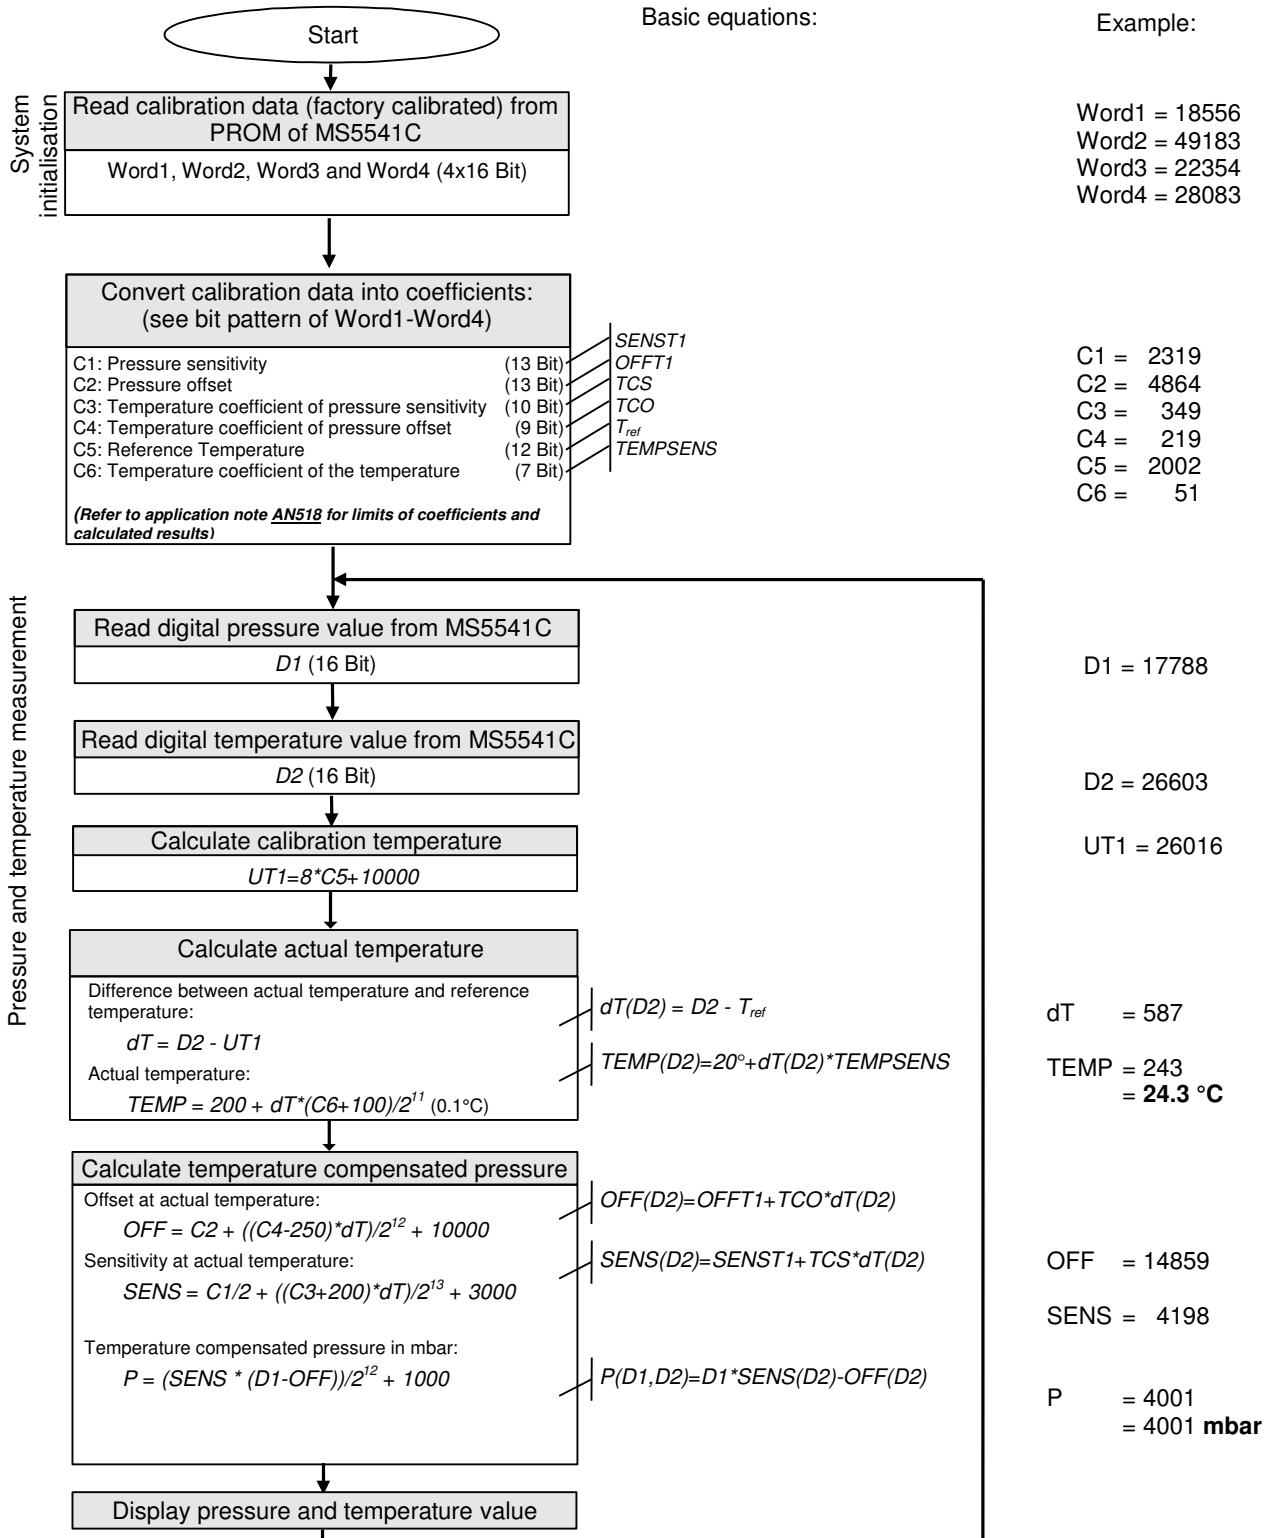 Basic equations:
Example:
Start
System
initialisation
Read calibration data (factory calibrated) from
PROM of MS5541C
Word1, Word2, Word3 and Word4 (4x16 Bit)
Word1 = 18556
Word2 = 49183
Word3 = 22354
Word4 = 28083
Convert calibration data into coefficients:
(see bit pattern of Word1-Word4)
C1: Pressure sensitivity (13 Bit) SENST1
C2: Pressure offset (13 Bit) OFFT1
C3: Temperature coefficient of pressure sensitivity (10 Bit) TCS
C4: Temperature coefficient of pressure offset (9 Bit) TCO
C5: Reference Temperature (12 Bit) T_ref
C6: Temperature coefficient of the temperature (7 Bit) TEMPSENS
(Refer to application note AN518 for limits of coefficients and
calculated results)
C1 = 2319
C2 = 4864
C3 = 349
C4 = 219
C5 = 2002
C6 = 51
Pressure and temperature measurement
Read digital pressure value from MS5541C
D1 (16 Bit)
D1 = 17788
Read digital temperature value from MS5541C
D2 (16 Bit)
D2 = 26603
Calculate calibration temperature
UT1=8*C5+10000
UT1 = 26016
Calculate actual temperature
Difference between actual temperature and reference
temperature:
dT = D2 - UT1
dT(D2) = D2 - T_ref
dT = 587
Actual temperature:
TEMP = 200 + dT*(C6+100)/2^11 (0.1°C)
TEMP(D2)=20°+dT(D2)*TEMPSENS
TEMP = 243
= 24.3 °C
Calculate temperature compensated pressure
Offset at actual temperature:
OFF = C2 + ((C4-250)*dT)/2^12 + 10000
OFF(D2)=OFFT1+TCO*dT(D2)
Sensitivity at actual temperature:
SENS = C1/2 + ((C3+200)*dT)/2^13 + 3000
SENS(D2)=SENST1+TCS*dT(D2)
OFF = 14859
SENS = 4198
Temperature compensated pressure in mbar:
P = (SENS * (D1-OFF))/2^12 + 1000
P(D1,D2)=D1*SENS(D2)-OFF(D2)
P = 4001
= 4001 mbar
Display pressure and temperature value